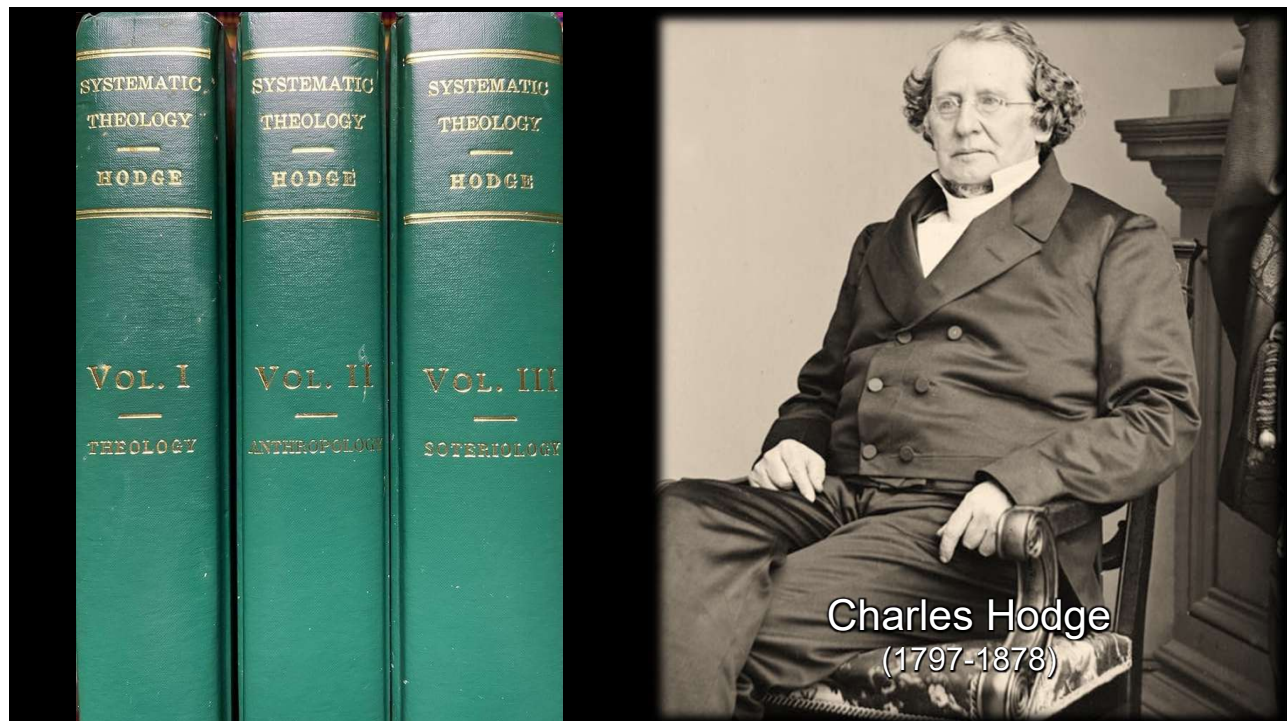 SYSTEMATIC
THEOLOGY
HODGE
VOL. I
THEOLOGY
SYSTEMATIC
THEOLOGY
HODGE
VOL. II
ANTHROPOLOGY
SYSTEMATIC
THEOLOGY
HODGE
VOL. III
SOTERIOLOGY
Charles Hodge
(1797-1878)